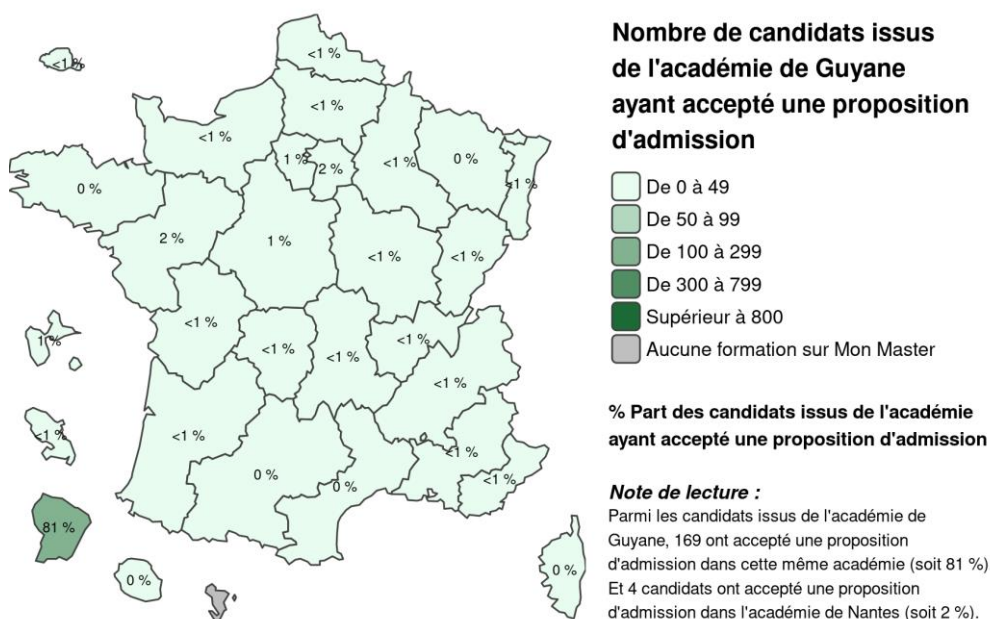 Nombre de candidats issus
de l'académie de Guyane
ayant accepté une proposition
d'admission
De 0 à 49
De 50 à 99
De 100 à 299
De 300 à 799
Supérieur à 800
Aucune formation sur Mon Master
% Part des candidats issus de l'académie
ayant accepté une proposition d'admission
Note de lecture :
Parmi les candidats issus de l'académie de
Guyane, 169 ont accepté une proposition
d'admission dans cette même académie (soit 81 %)
Et 4 candidats ont accepté une proposition
d'admission dans l'académie de Nantes (soit 2 %).
<1 %
<1 %
<1 %
<1 %
1 %
2 %
<1 %
0 %
<1 %
0 %
2 %
1 %
<1 %
<1 %
<1 %
<1 %
<1 %
<1 %
<1 %
1 %
<1 %
<1 %
<1 %
<1 %
0 %
0 %
81 %
0 %
0 %